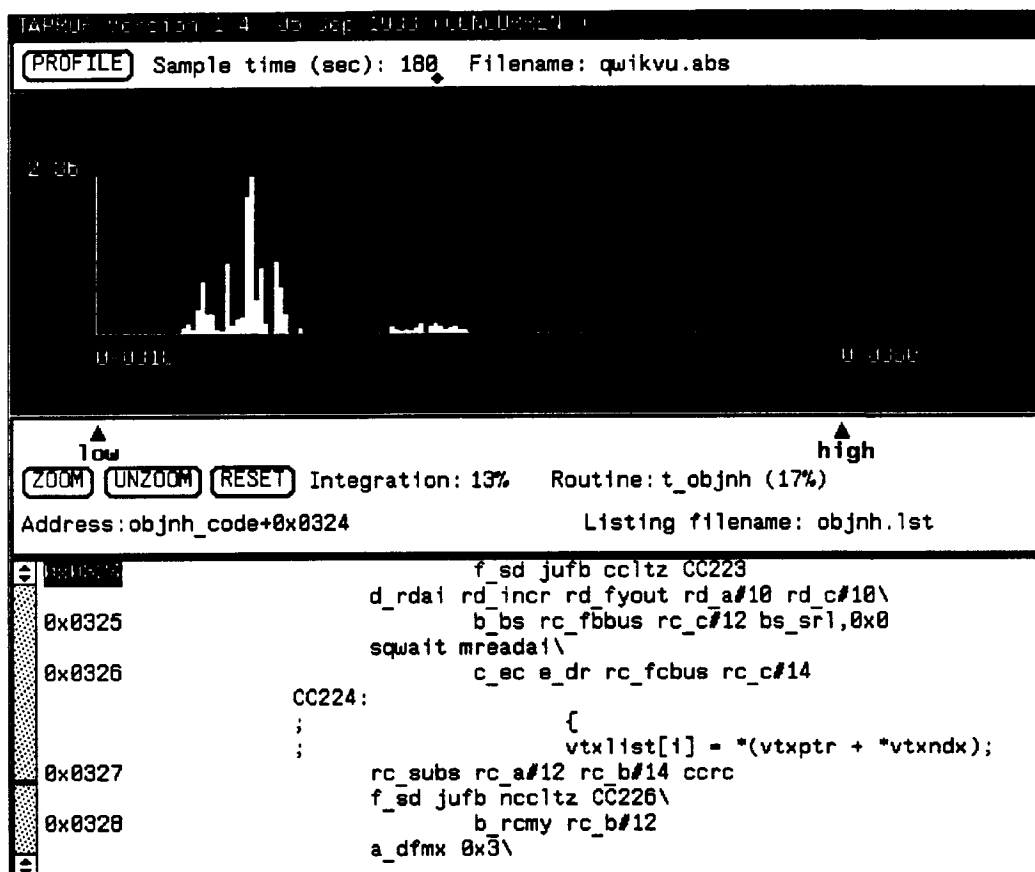 PROFILE Sample time (sec): 180 Filename: qwikvu.abs
low high
ZOOM UNZOOM RESET Integration: 13% Routine: t_objnh (17%)
Address:objnh_code+0x0324 Listing filename: objnh.lst
f_sd jufb ccltz CC223
d_rdai rd_incr rd_fyout rd_a#10 rd_c#10\
0x0325 b_bs rc_fbbus rc_c#12 bs_srl,0x0
sqwait mreadai\
0x0326 c_ec e_dr rc_fcbus rc_c#14
CC224:
; {
; vtxlist[i] = *(vtxptr + *vtxndx);
0x0327 rc_subs rc_a#12 rc_b#14 ccrc
f_sd jufb nccltz CC226\
0x0328 b_rcmy rc_b#12
a_dfmx 0x3\